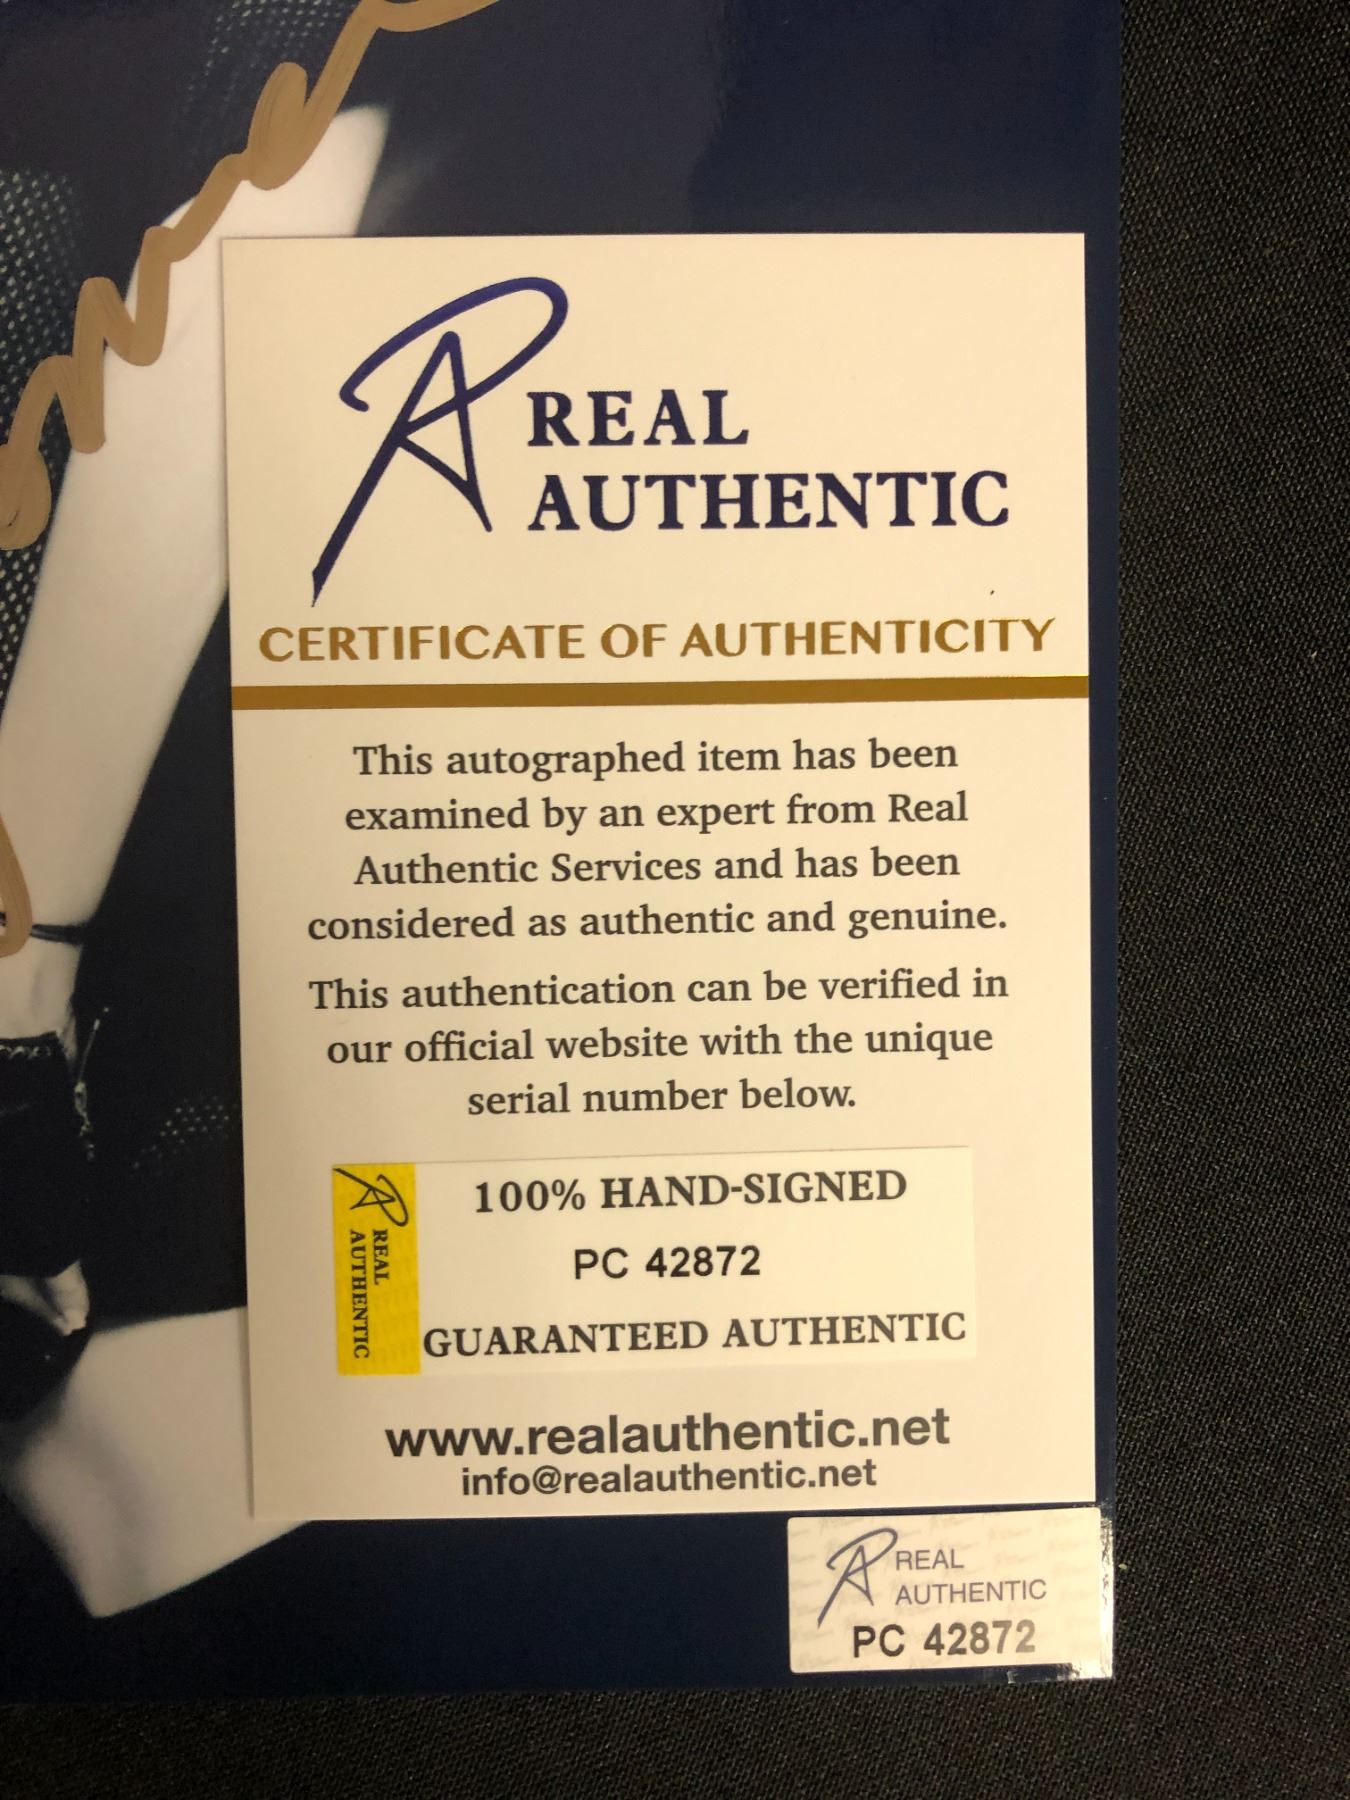 REAL
AUTHENTIC
CERTIFICATE OF AUTHENTICITY
This autographed item has been
examined by an expert from Real
Authentic Services and has been
considered as authentic and genuine.
This authentication can be verified in
our official website with the unique
serial number below.
REAL
AUTHENTIC
100% HAND-SIGNED
PC 42872
GUARANTEED AUTHENTIC
www.realauthentic.net
info@realauthentic.net
REAL
AUTHENTIC
PC 42872